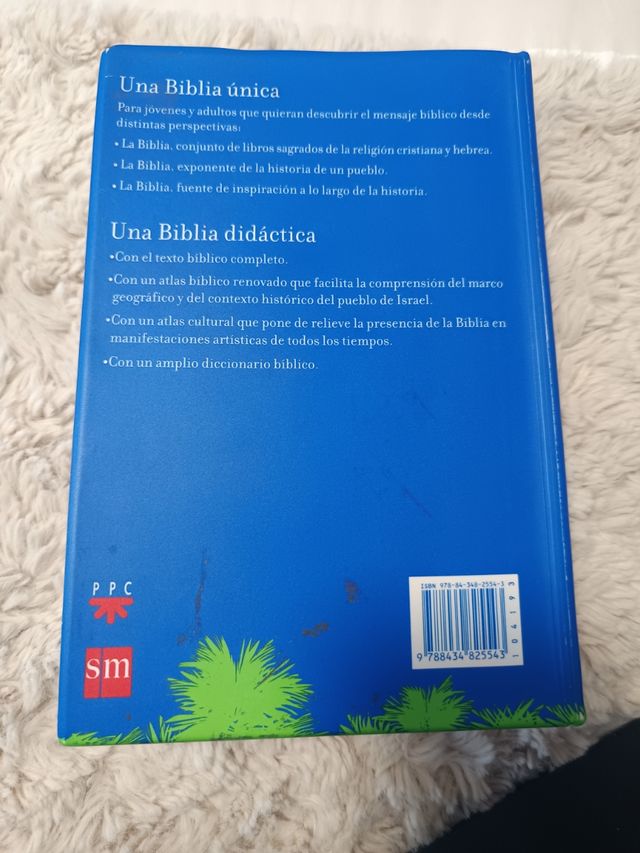 Una Biblia única
Para jóvenes y adultos que quieran descubrir el mensaje bíblico desde
distintas perspectivas:
• La Biblia, conjunto de libros sagrados de la religión cristiana y hebrea.
• La Biblia, exponente de la historia de un pueblo.
• La Biblia, fuente de inspiración a lo largo de la historia.
Una Biblia didáctica
•Con el texto bíblico completo.
•Con un atlas bíblico renovado que facilita la comprensión del marco
geográfico y del contexto histórico del pueblo de Israel.
•Con un atlas cultural que pone de relieve la presencia de la Biblia en
manifestaciones artísticas de todos los tiempos.
•Con un amplio diccionario bíblico.
PPC
sm
ISBN 978-84-348-2554-3
9 788434 825543
104193